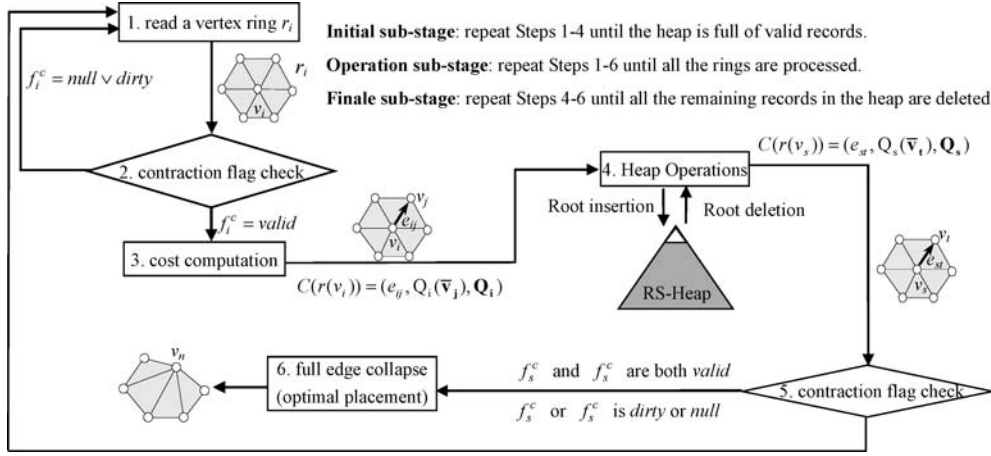 1. read a vertex ring r_i
Initial sub-stage: repeat Steps 1-4 until the heap is full of valid records.
Operation sub-stage: repeat Steps 1-6 until all the rings are processed.
Finale sub-stage: repeat Steps 4-6 until all the remaining records in the heap are deleted
f_i^c = null ∨ dirty
r_i
v_i
2. contraction flag check
f_i^c = valid
3. cost computation
v_j
e_ij
v_i
C(r(v_i)) = (e_ij, Q_i(v̄_j), Q_i)
4. Heap Operations
Root insertion
Root deletion
RS-Heap
C(r(v_s)) = (e_st, Q_s(v̄_t), Q_s)
v_t
e_st
v_s
5. contraction flag check
f_s^c and f_s^c are both valid
f_s^c or f_s^c is dirty or null
6. full edge collapse
(optimal placement)
v_n